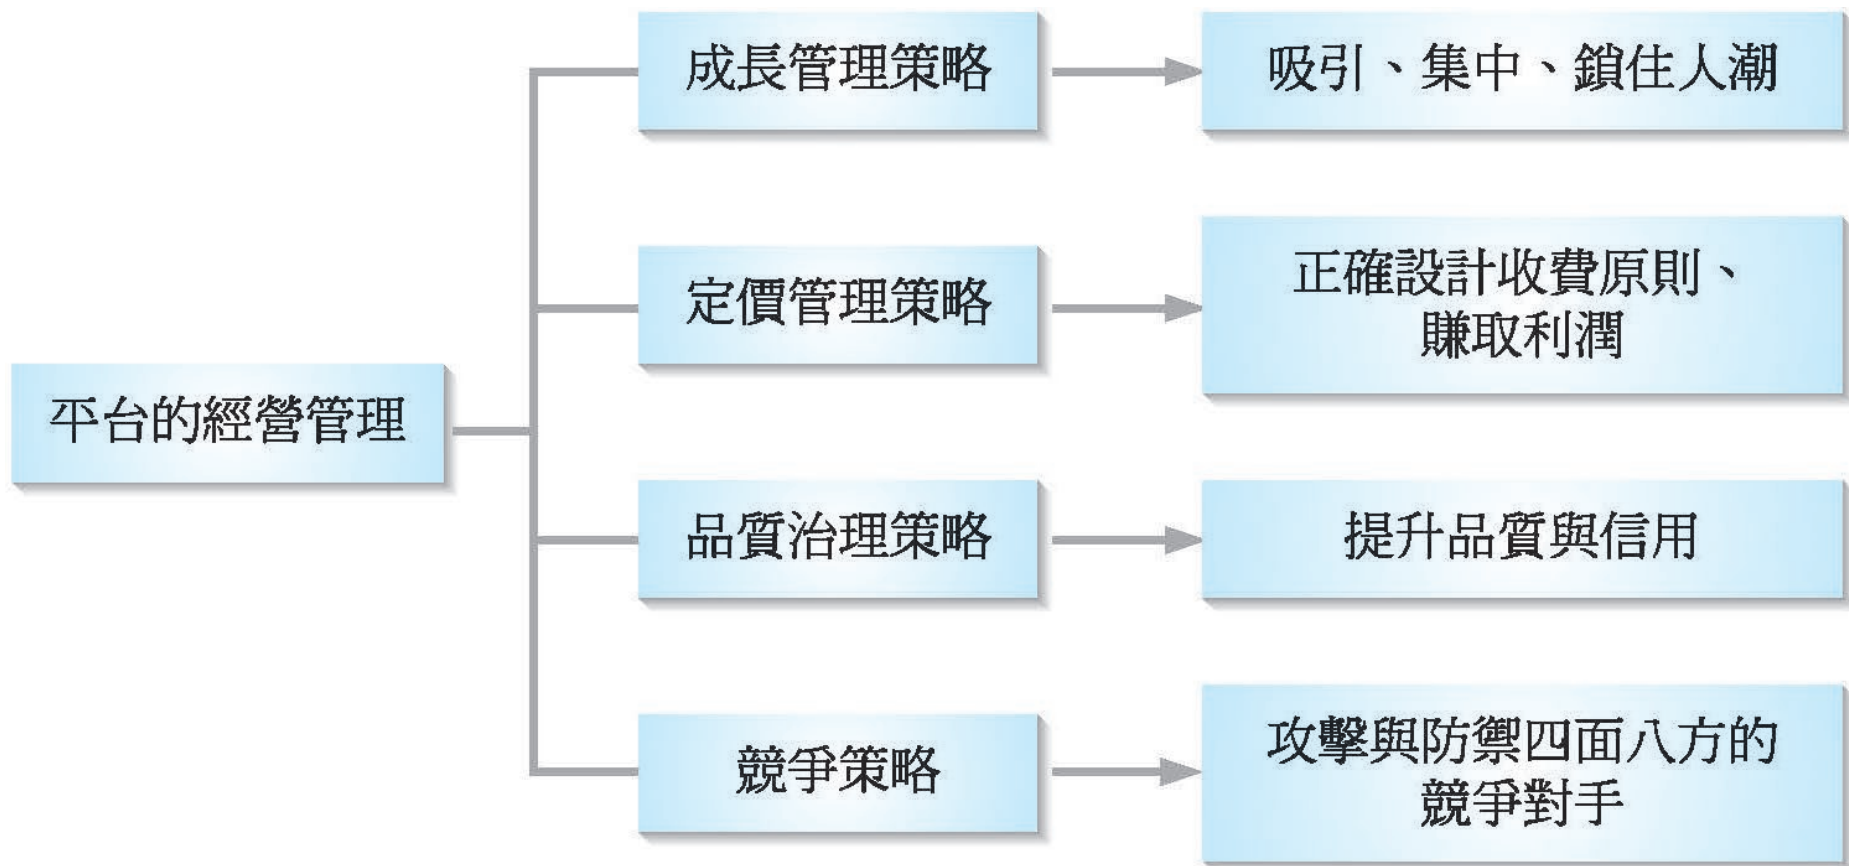 成長管理策略
吸引、集中、鎖住人潮
定價管理策略
正確設計收費原則、
賺取利潤
平台的經營管理
品質治理策略
提升品質與信用
競爭策略
攻擊與防禦四面八方的
競爭對手